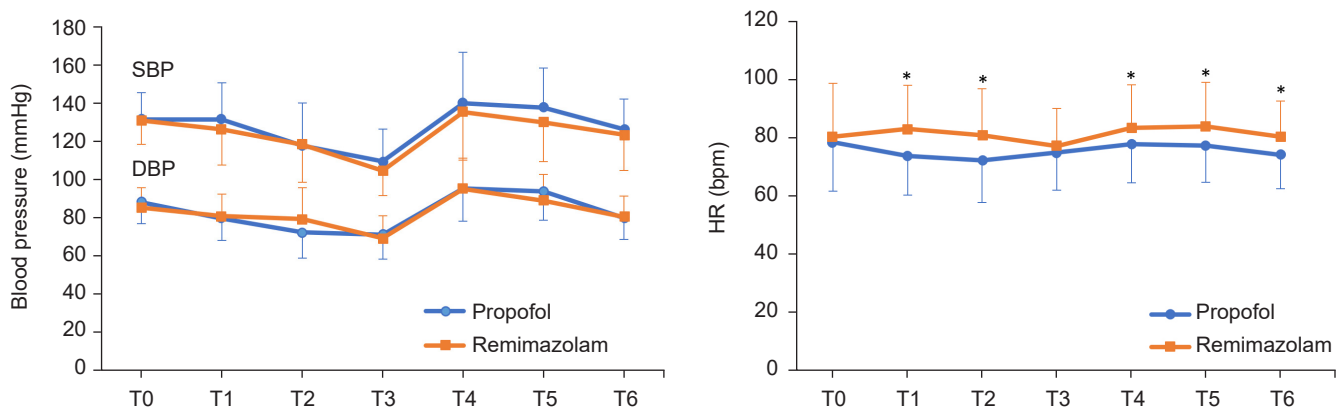 Blood pressure (mmHg)
180
160
140
120
100
80
60
40
20
0
SBP
DBP
Propofol
Remimazolam
T0 T1 T2 T3 T4 T5 T6
HR (bpm)
120
100
80
60
40
20
0
* * * * *
Propofol
Remimazolam
T0 T1 T2 T3 T4 T5 T6